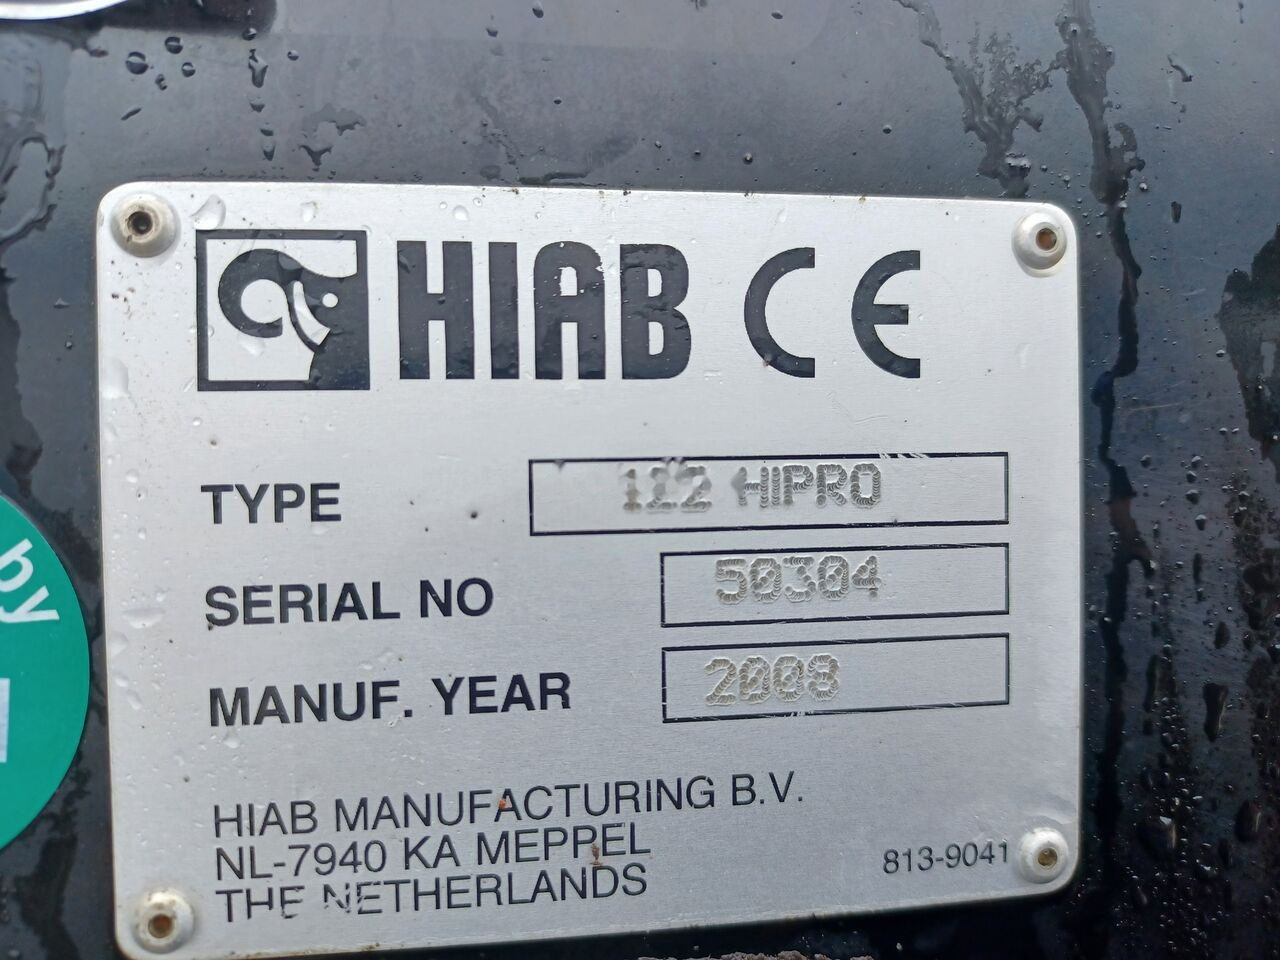 HIAB CE
TYPE 122 HIPRO
SERIAL NO 50304
MANUF. YEAR 2008
HIAB MANUFACTURING B.V.
NL-7940 KA MEPPEL
THE NETHERLANDS
813-9041
by